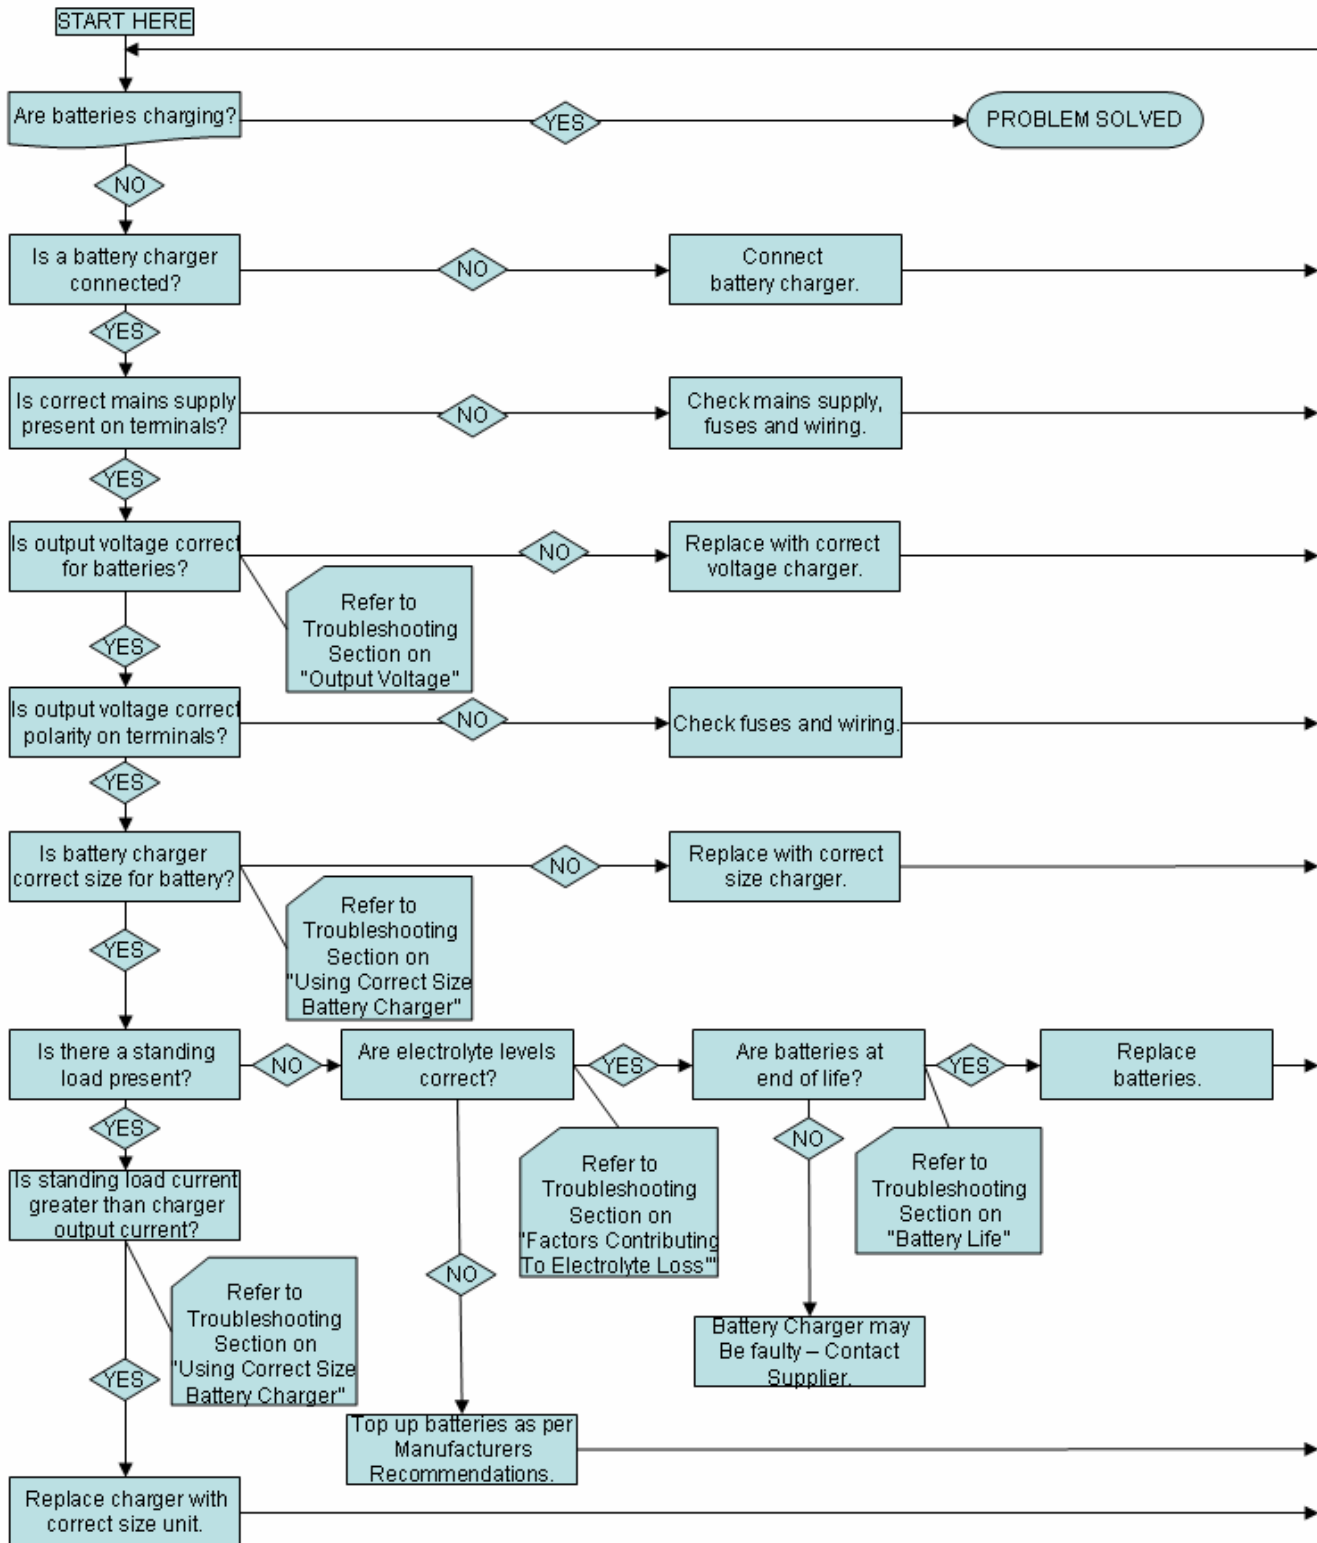 START HERE
Are batteries charging?
YES
PROBLEM SOLVED
NO
Is a battery charger
connected?
NO
Connect
battery charger.
YES
Is correct mains supply
present on terminals?
NO
Check mains supply,
fuses and wiring.
YES
Is output voltage correct
for batteries?
NO
Replace with correct
voltage charger.
Refer to
Troubleshooting
Section on
"Output Voltage"
YES
Is output voltage correct
polarity on terminals?
NO
Check fuses and wiring.
YES
Is battery charger
correct size for battery?
NO
Replace with correct
size charger.
Refer to
Troubleshooting
Section on
"Using Correct Size
Battery Charger"
YES
Is there a standing
load present?
NO
Are electrolyte levels
correct?
YES
Are batteries at
end of life?
YES
Replace
batteries.
YES
NO
Refer to
Troubleshooting
Section on
"Factors Contributing
To Electrolyte Loss'"
Refer to
Troubleshooting
Section on
"Battery Life"
Is standing load current
greater than charger
output current?
Refer to
Troubleshooting
Section on
"Using Correct Size
Battery Charger"
NO
Battery Charger may
Be faulty – Contact
Supplier.
YES
Top up batteries as per
Manufacturers
Recommendations.
Replace charger with
correct size unit.